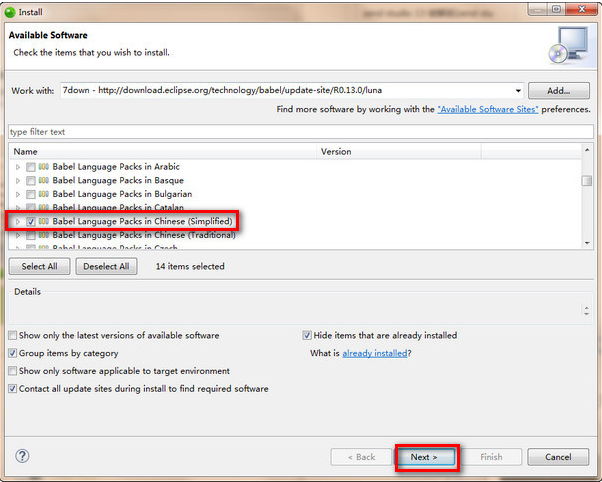 Install
Available Software
Check the items that you wish to install.
Work with: 7down - http://download.eclipse.org/technology/babel/update-site/R0.13.0/luna Add...
Find more software by working with the "Available Software Sites" preferences.
type filter text
Name Version
Babel Language Packs in Arabic
Babel Language Packs in Basque
Babel Language Packs in Bulgarian
Babel Language Packs in Catalan
Babel Language Packs in Chinese (Simplified)
Babel Language Packs in Chinese (Traditional)
Babel Language Packs in Czech
Select All Deselect All 14 items selected
Details
Show only the latest versions of available software Hide items that are already installed
Group items by category What is already installed?
Show only software applicable to target environment
Contact all update sites during install to find required software
? < Back Next > Finish Cancel